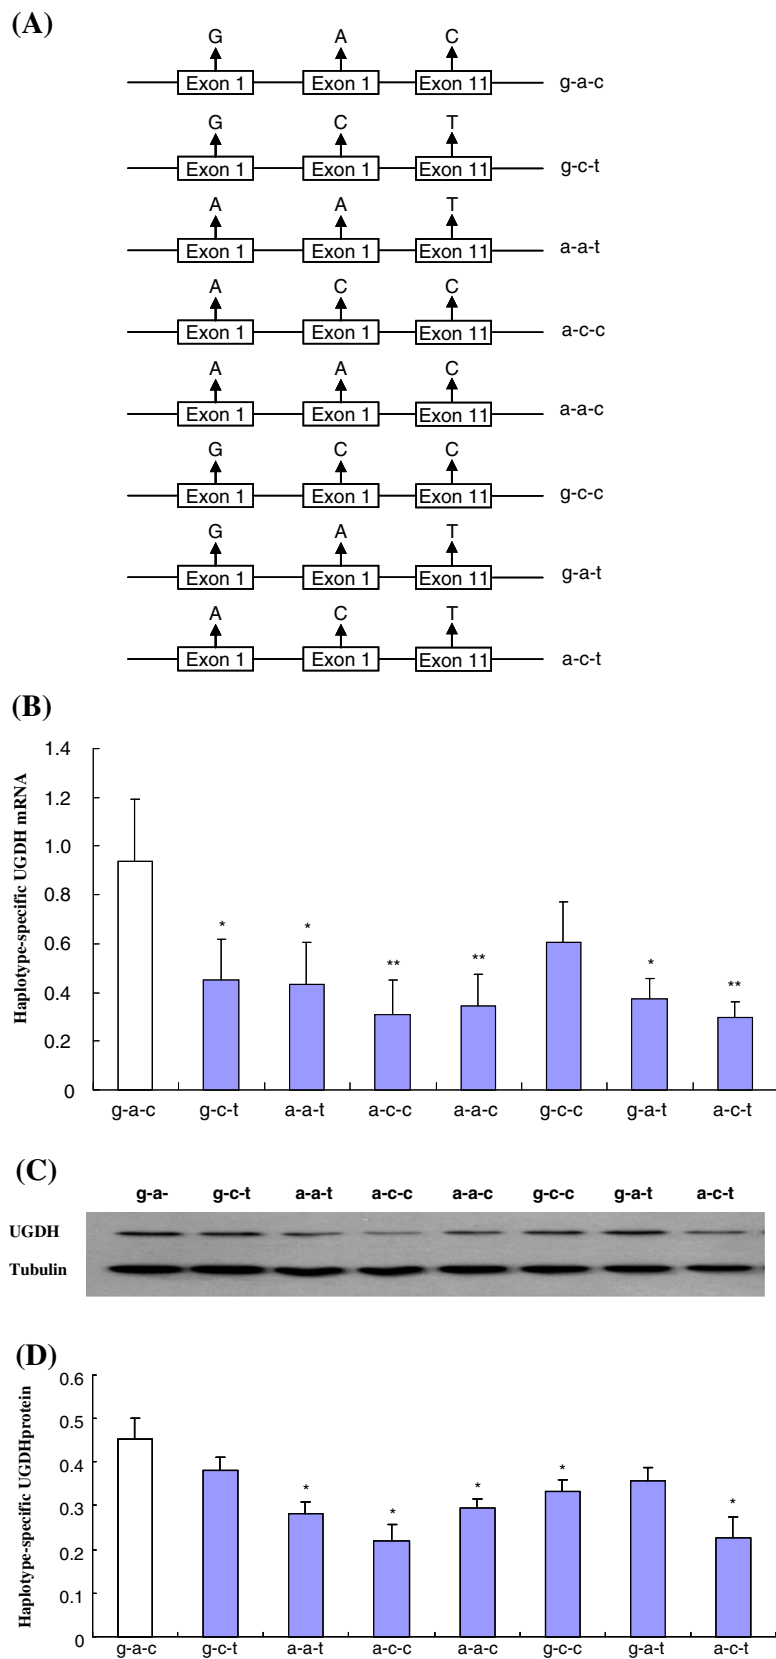 (A)
G A C
Exon 1 Exon 1 Exon 11 g-a-c
G C T
Exon 1 Exon 1 Exon 11 g-c-t
A A T
Exon 1 Exon 1 Exon 11 a-a-t
A C C
Exon 1 Exon 1 Exon 11 a-c-c
A A C
Exon 1 Exon 1 Exon 11 a-a-c
G C C
Exon 1 Exon 1 Exon 11 g-c-c
G A T
Exon 1 Exon 1 Exon 11 g-a-t
A C T
Exon 1 Exon 1 Exon 11 a-c-t
(B)
Haplotype-specific UGDH mRNA
1.4
1.2
1.0
0.8
0.6
0.4
0.2
0
* * ** ** * **
g-a-c g-c-t a-a-t a-c-c a-a-c g-c-c g-a-t a-c-t
(C)
g-a- g-c-t a-a-t a-c-c a-a-c g-c-c g-a-t a-c-t
UGDH
Tubulin
(D)
Haplotype-specific UGDHprotein
0.6
0.5
0.4
0.3
0.2
0.1
0
* * * * *
g-a-c g-c-t a-a-t a-c-c a-a-c g-c-c g-a-t a-c-t